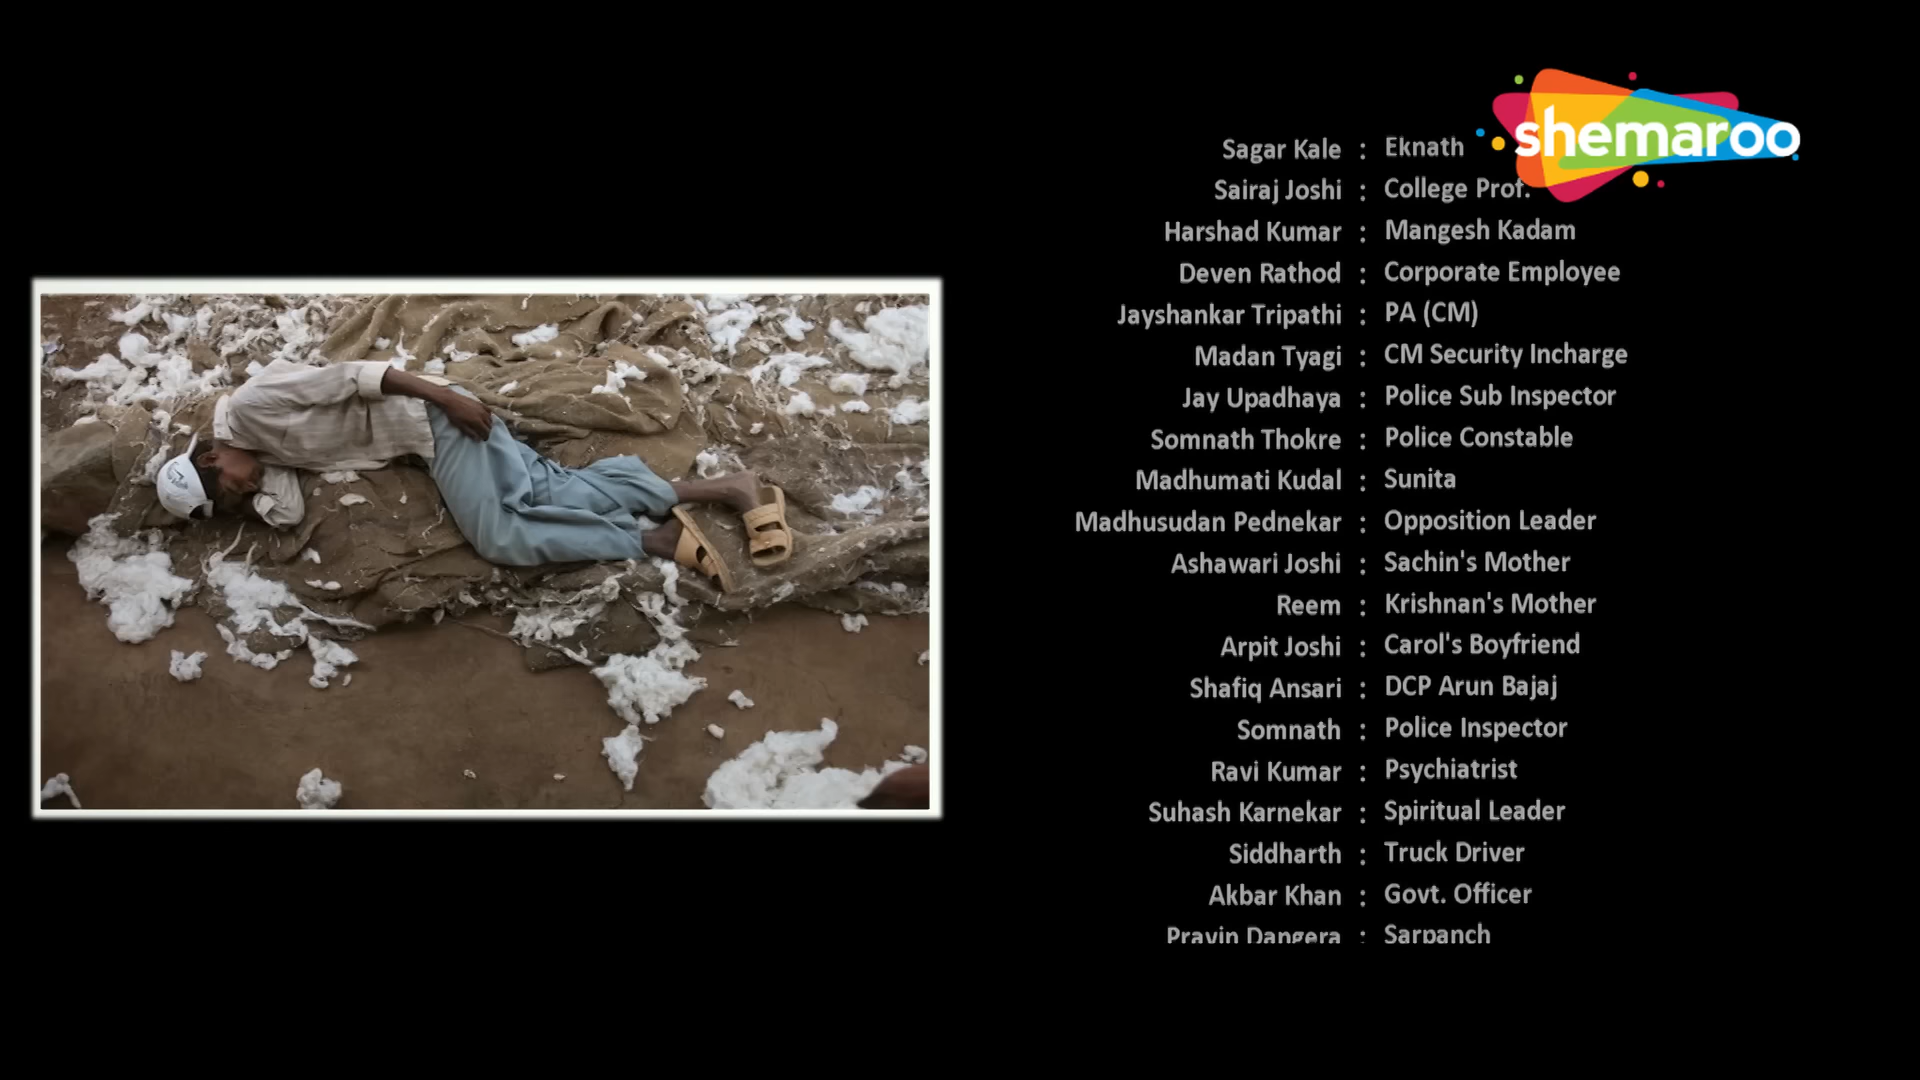 shemaroo
Sagar Kale : Eknath
Sairaj Joshi : College Prof.
Harshad Kumar : Mangesh Kadam
Deven Rathod : Corporate Employee
Jayshankar Tripathi : PA (CM)
Madan Tyagi : CM Security Incharge
Jay Upadhaya : Police Sub Inspector
Somnath Thokre : Police Constable
Madhumati Kudal : Sunita
Madhusudan Pednekar : Opposition Leader
Ashawari Joshi : Sachin's Mother
Reem : Krishnan's Mother
Arpit Joshi : Carol's Boyfriend
Shafiq Ansari : DCP Arun Bajaj
Somnath : Police Inspector
Ravi Kumar : Psychiatrist
Suhash Karnekar : Spiritual Leader
Siddharth : Truck Driver
Akbar Khan : Govt. Officer
Pravin Dangera : Sarpanch